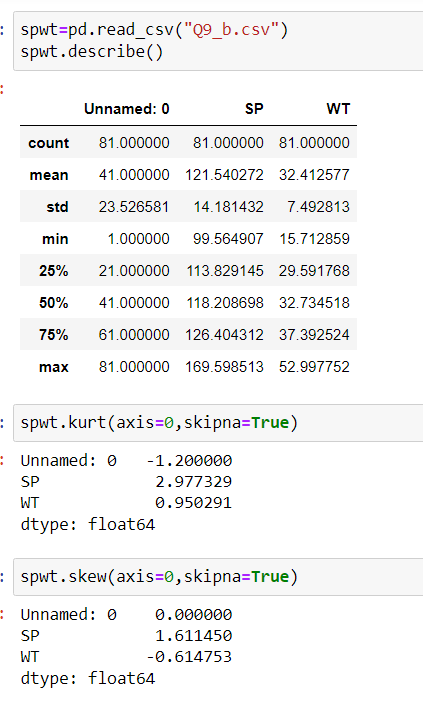 : spwt=pd.read_csv("Q9_b.csv")
spwt.describe()
:
Unnamed: 0 SP WT
count 81.000000 81.000000 81.000000
mean 41.000000 121.540272 32.412577
std 23.526581 14.181432 7.492813
min 1.000000 99.564907 15.712859
25% 21.000000 113.829145 29.591768
50% 41.000000 118.208698 32.734518
75% 61.000000 126.404312 37.392524
max 81.000000 169.598513 52.997752
: spwt.kurt(axis=0,skipna=True)
: Unnamed: 0 -1.200000
SP 2.977329
WT 0.950291
dtype: float64
: spwt.skew(axis=0,skipna=True)
: Unnamed: 0 0.000000
SP 1.611450
WT -0.614753
dtype: float64